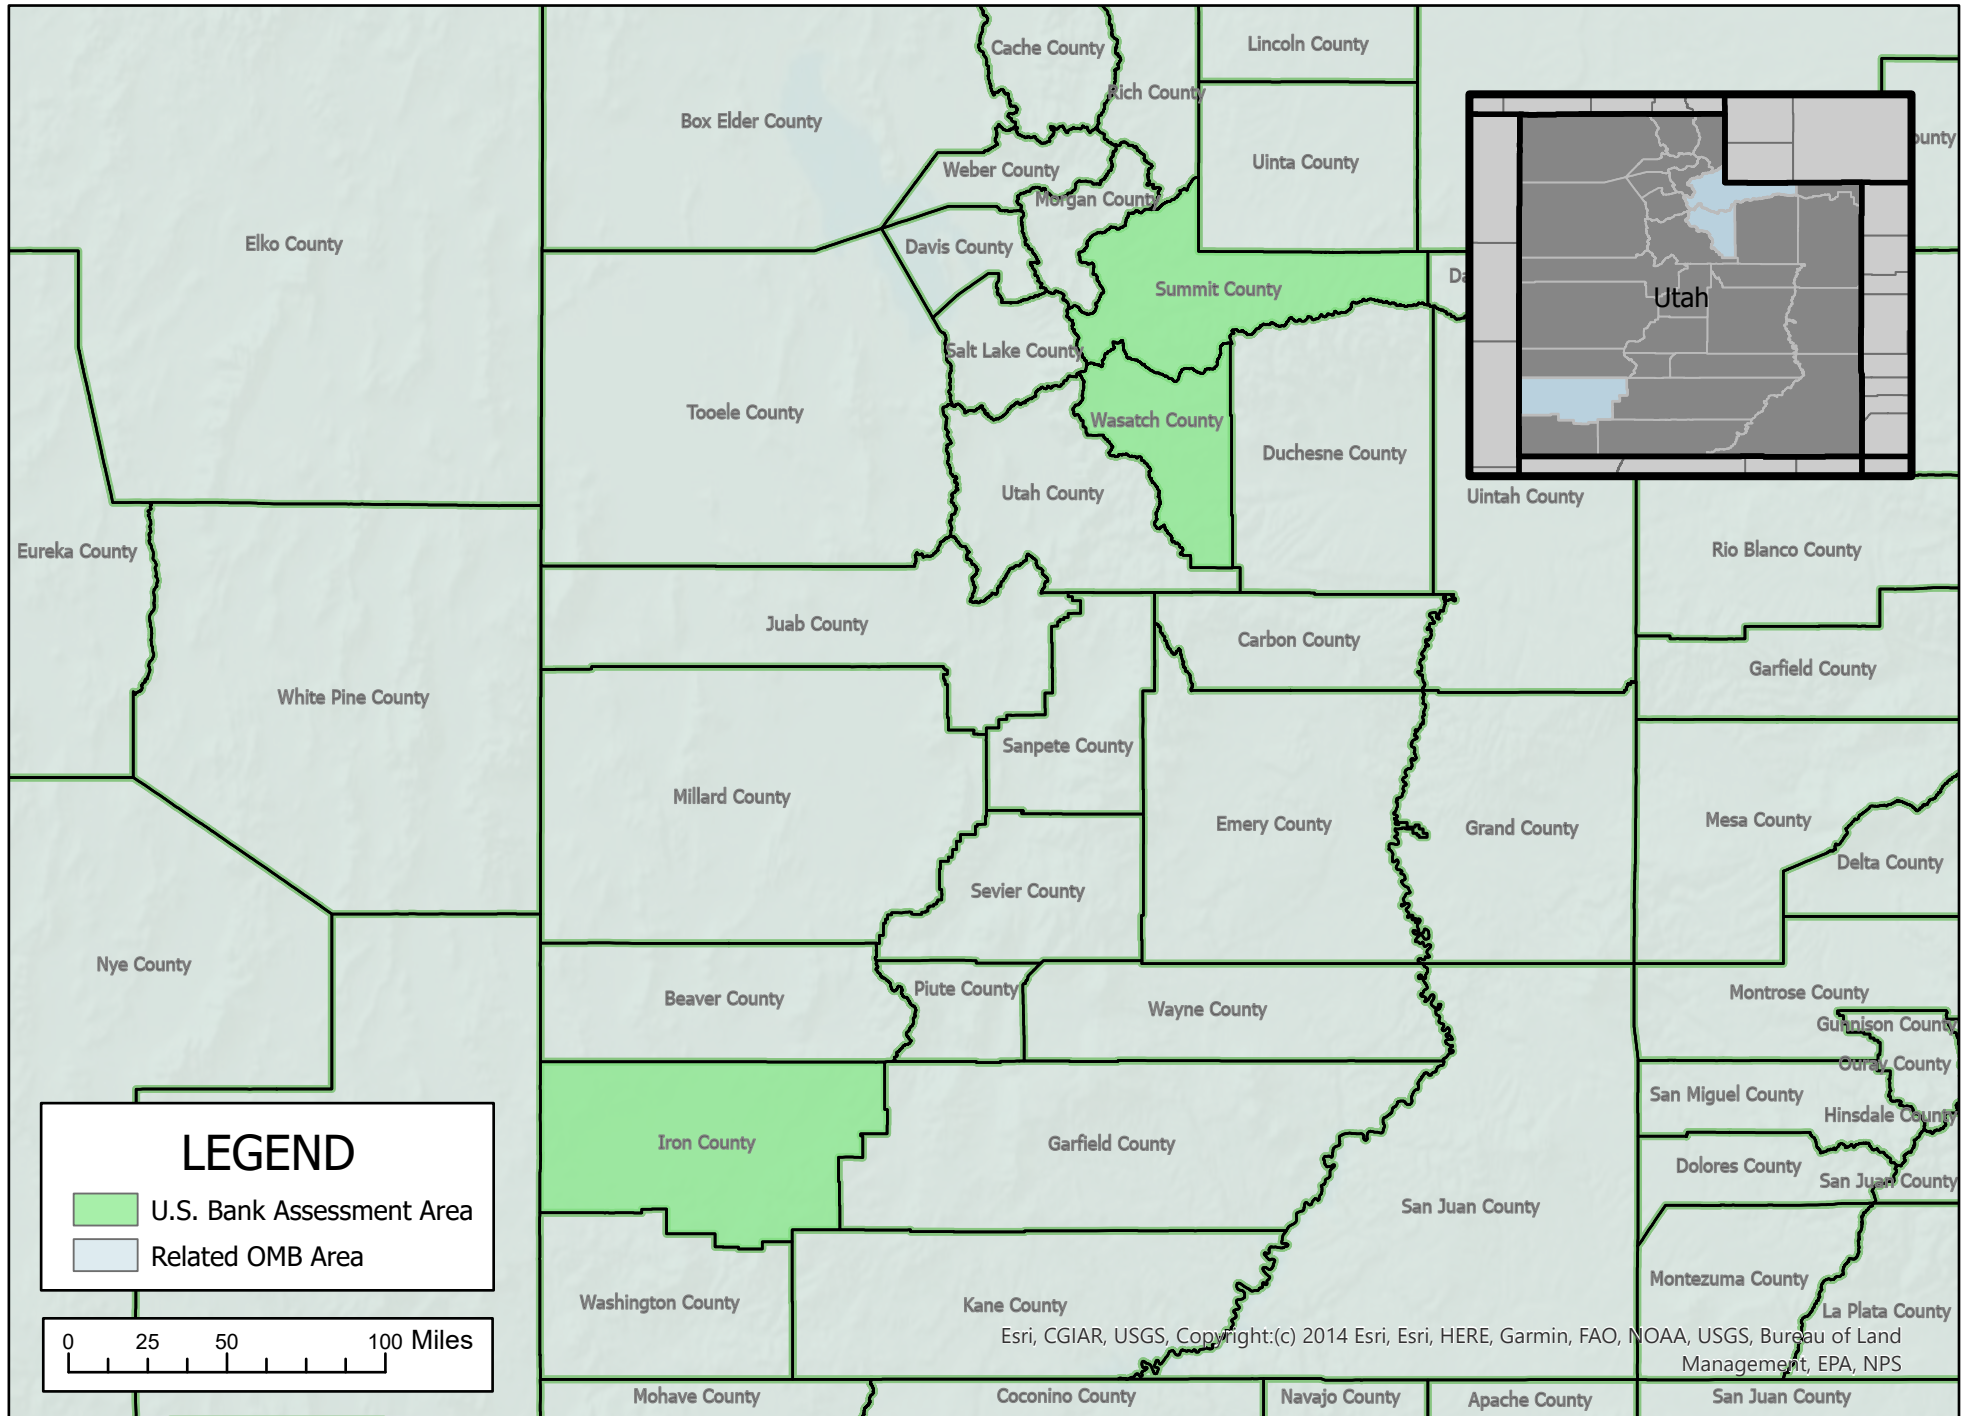 Cache County
Lincoln County
Rich County
Box Elder County
ounty
Uinta County
Weber County
Morgan County
Elko County
Davis County
Da
Summit County
Utah
Salt Lake County
Tooele County
Wasatch County
Duchesne County
Utah County
Uintah County
Eureka County
Rio Blanco County
Juab County
Carbon County
Garfield County
White Pine County
Sanpete County
Millard County
Emery County
Grand County
Mesa County
Delta County
Sevier County
Nye County
Beaver County
Piute County
Wayne County
Montrose County
Gunnison County
Ouray County
San Miguel County
Hinsdale County
Iron County
Garfield County
Dolores County
San Juan County
San Juan County
LEGEND
U.S. Bank Assessment Area
Related OMB Area
Washington County
Kane County
Montezuma County
La Plata County
0 25 50 100 Miles
Esri, CGIAR, USGS, Copyright:(c) 2014 Esri, Esri, HERE, Garmin, FAO, NOAA, USGS, Bureau of Land
Management, EPA, NPS
Mohave County
Coconino County
Navajo County
Apache County
San Juan County